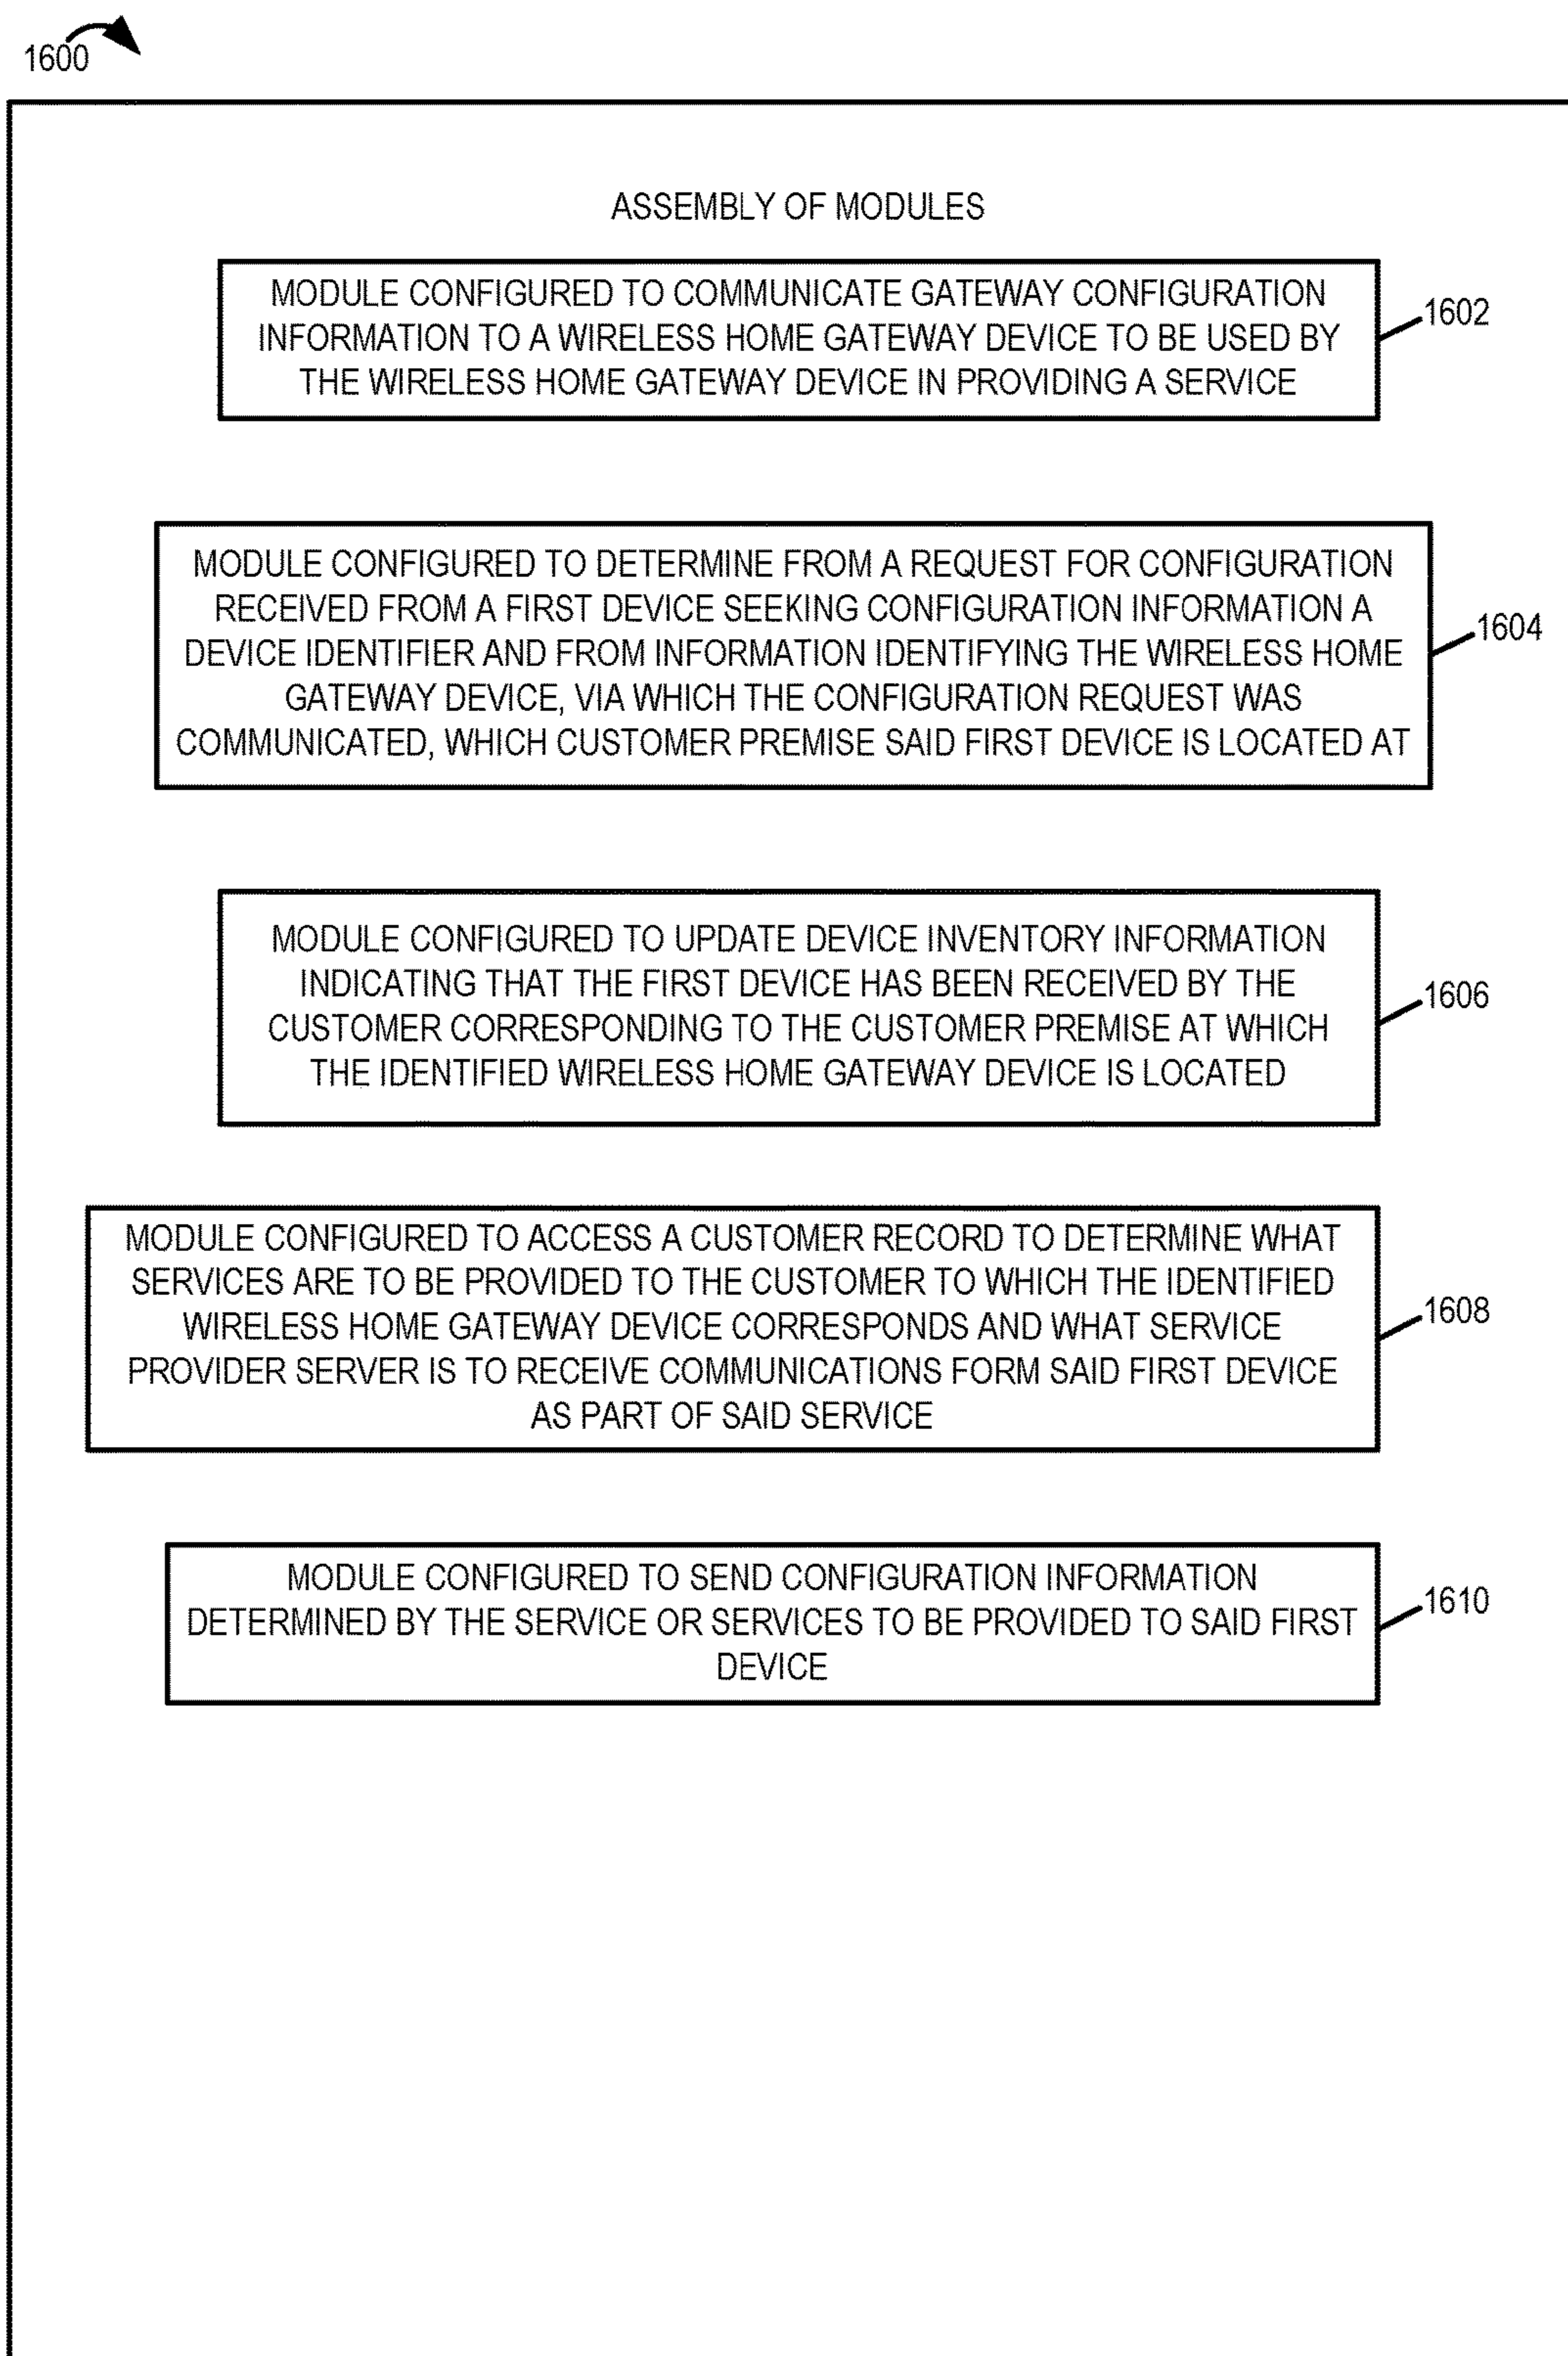 1600
ASSEMBLY OF MODULES
MODULE CONFIGURED TO COMMUNICATE GATEWAY CONFIGURATION
INFORMATION TO A WIRELESS HOME GATEWAY DEVICE TO BE USED BY
THE WIRELESS HOME GATEWAY DEVICE IN PROVIDING A SERVICE
1602
MODULE CONFIGURED TO DETERMINE FROM A REQUEST FOR CONFIGURATION
RECEIVED FROM A FIRST DEVICE SEEKING CONFIGURATION INFORMATION A
DEVICE IDENTIFIER AND FROM INFORMATION IDENTIFYING THE WIRELESS HOME
GATEWAY DEVICE, VIA WHICH THE CONFIGURATION REQUEST WAS
COMMUNICATED, WHICH CUSTOMER PREMISE SAID FIRST DEVICE IS LOCATED AT
1604
MODULE CONFIGURED TO UPDATE DEVICE INVENTORY INFORMATION
INDICATING THAT THE FIRST DEVICE HAS BEEN RECEIVED BY THE
CUSTOMER CORRESPONDING TO THE CUSTOMER PREMISE AT WHICH
THE IDENTIFIED WIRELESS HOME GATEWAY DEVICE IS LOCATED
1606
MODULE CONFIGURED TO ACCESS A CUSTOMER RECORD TO DETERMINE WHAT
SERVICES ARE TO BE PROVIDED TO THE CUSTOMER TO WHICH THE IDENTIFIED
WIRELESS HOME GATEWAY DEVICE CORRESPONDS AND WHAT SERVICE
PROVIDER SERVER IS TO RECEIVE COMMUNICATIONS FORM SAID FIRST DEVICE
AS PART OF SAID SERVICE
1608
MODULE CONFIGURED TO SEND CONFIGURATION INFORMATION
DETERMINED BY THE SERVICE OR SERVICES TO BE PROVIDED TO SAID FIRST
DEVICE
1610